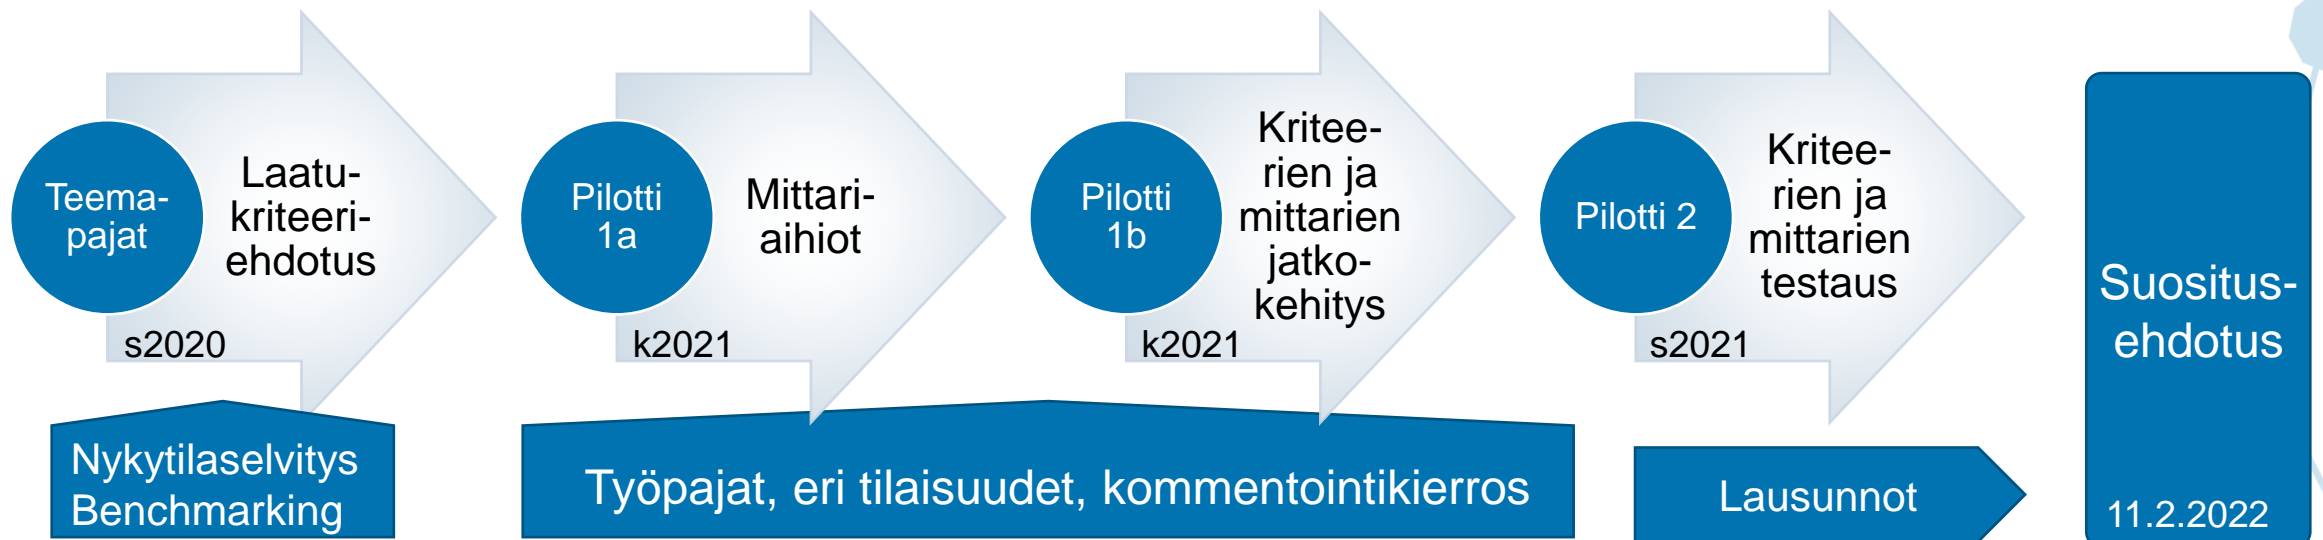 Teema-
pajat
Laatu-
kriteeri-
ehdotus
s2020
Pilotti
1a
Mittari-
aihiot
k2021
Pilotti
1b
Kritee-
rien ja
mittarien
jatko-
kehitys
k2021
Pilotti 2
Kritee-
rien ja
mittarien
testaus
s2021
Suositus-
ehdotus
11.2.2022
Nykytilaselvitys
Benchmarking
Työpajat, eri tilaisuudet, kommentointikierros
Lausunnot